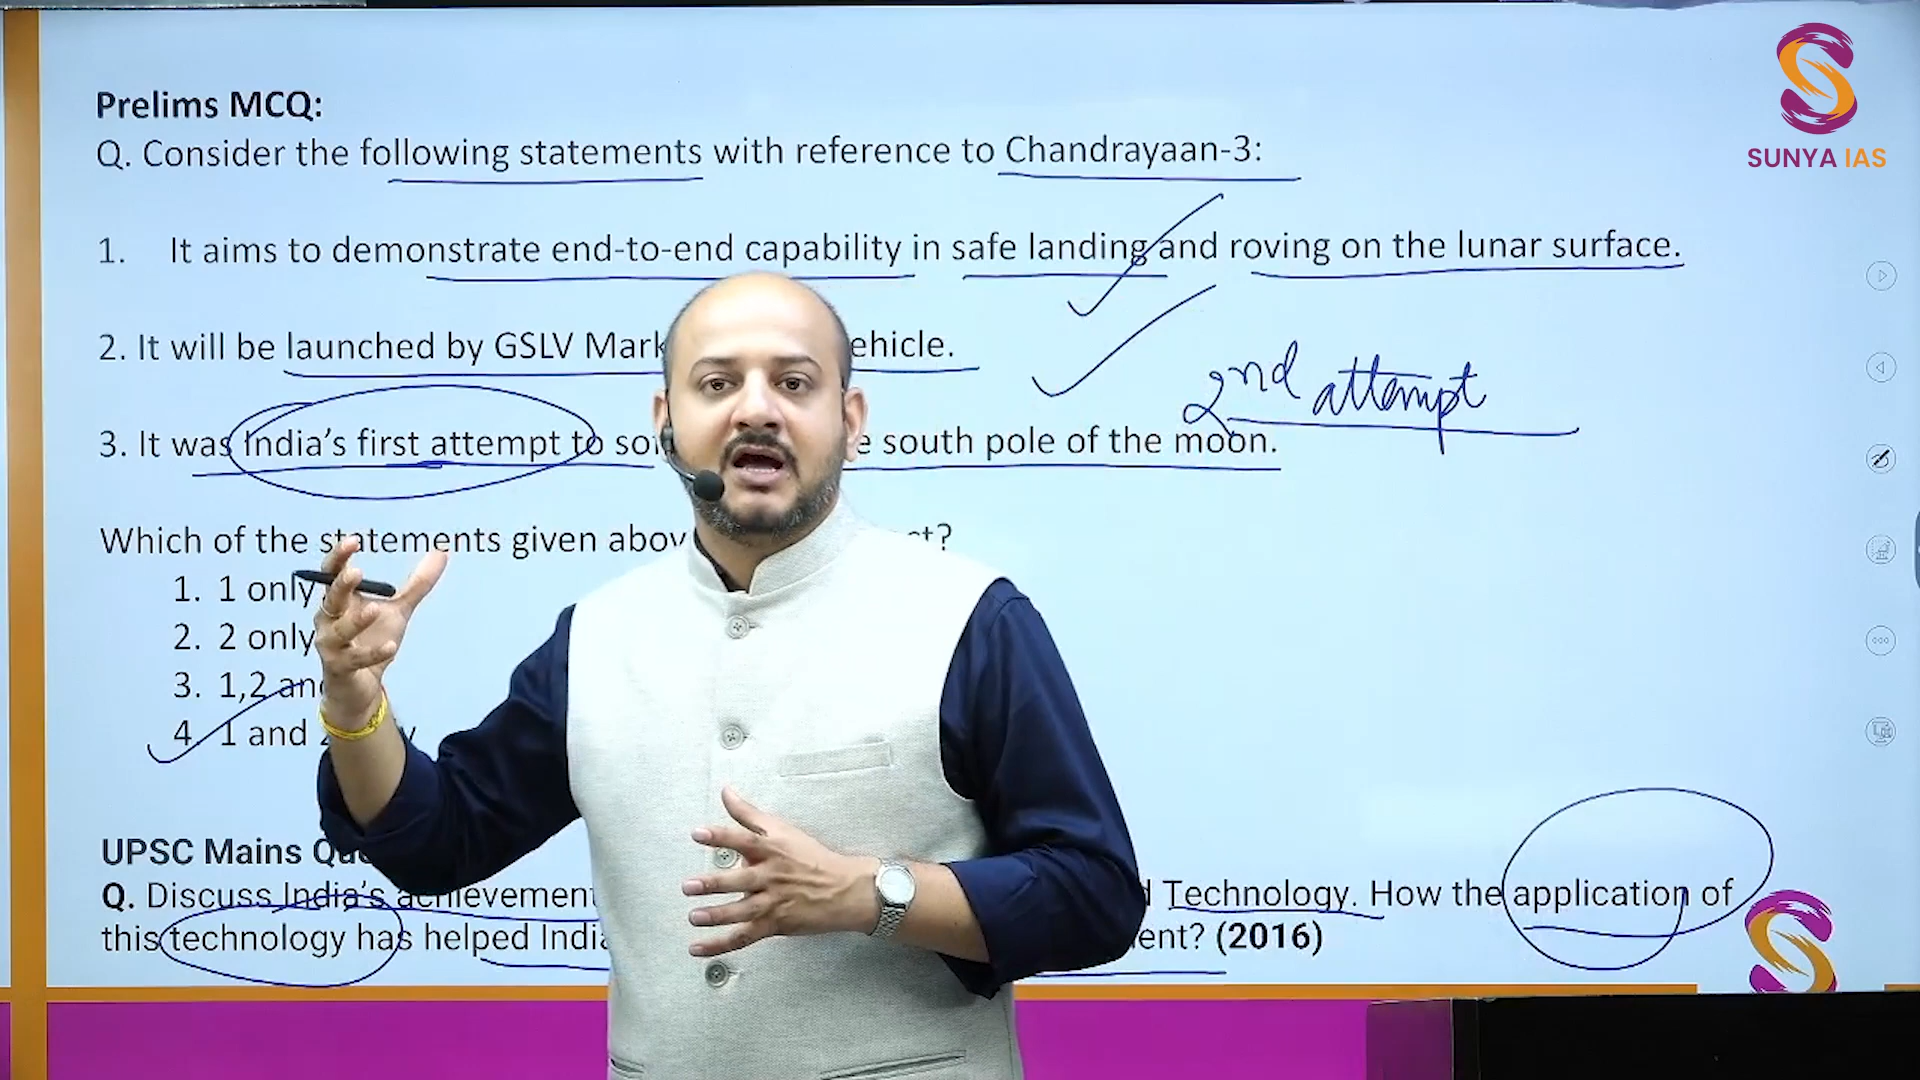 SUNYA IAS
Prelims MCQ:
Q. Consider the following statements with reference to Chandrayaan-3:
1. It aims to demonstrate end-to-end capability in safe landing and roving on the lunar surface.
2. It will be launched by GSLV Mark ehicle.
2nd attempt
3. It was India's first attempt to so e south pole of the moon.
Which of the statements given abov ct?
1. 1 only
2. 2 only
3. 1,2 an
4. 1 and 2 y
UPSC Mains Que
Q. Discuss India's achievement d Technology. How the application of
this technology has helped India ent? (2016)